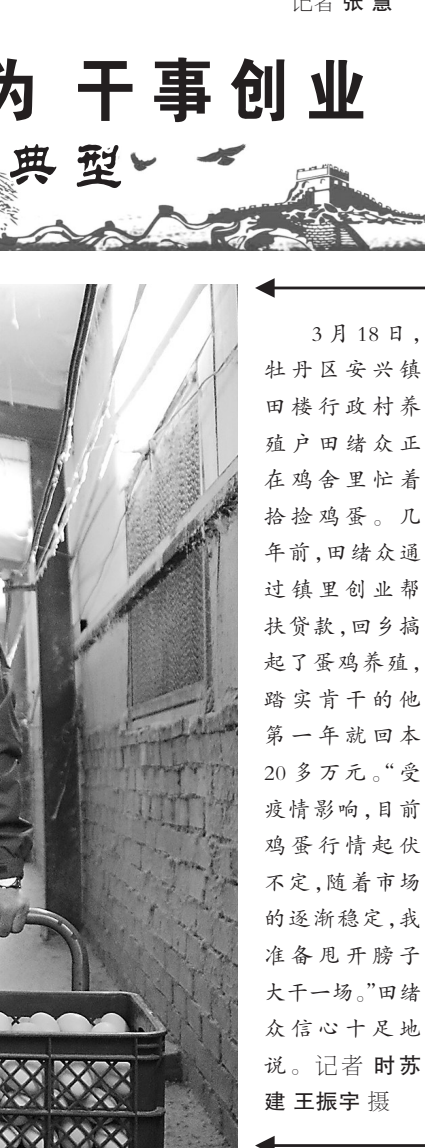 记者 张 慧
为 干事创业
典型
3月18日,
牡丹区安兴镇
田楼行政村养
殖户田绪众正
在鸡舍里忙着
拾捡鸡蛋。几
年前,田绪众通
过镇里创业帮
扶贷款,回乡搞
起了蛋鸡养殖,
踏实肯干的他
第一年就回本
20多万元。“受
疫情影响,目前
鸡蛋行情起伏
不定,随着市场
的逐渐稳定,我
准备甩开膀子
大干一场。”田绪
众信心十足地
说。记者 时苏
建 王振宇 摄